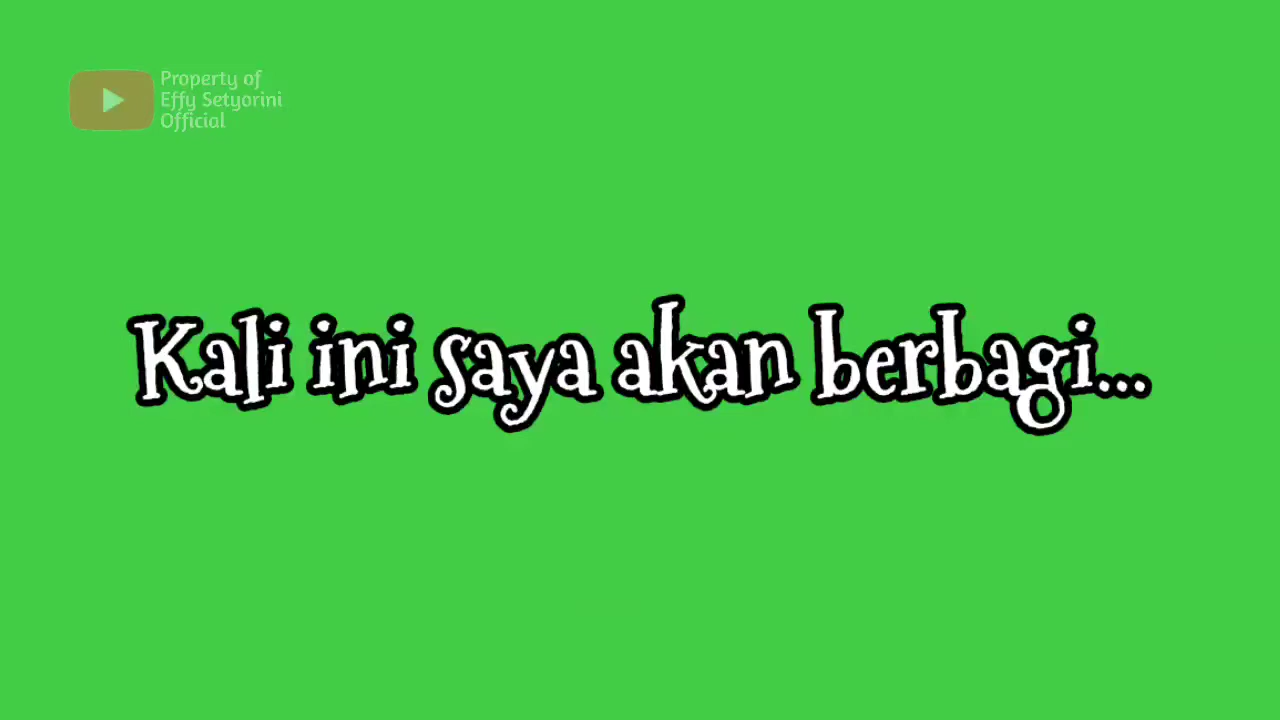 Property of
Effy Setyorini
Official
Kali ini saya akan berbagi...